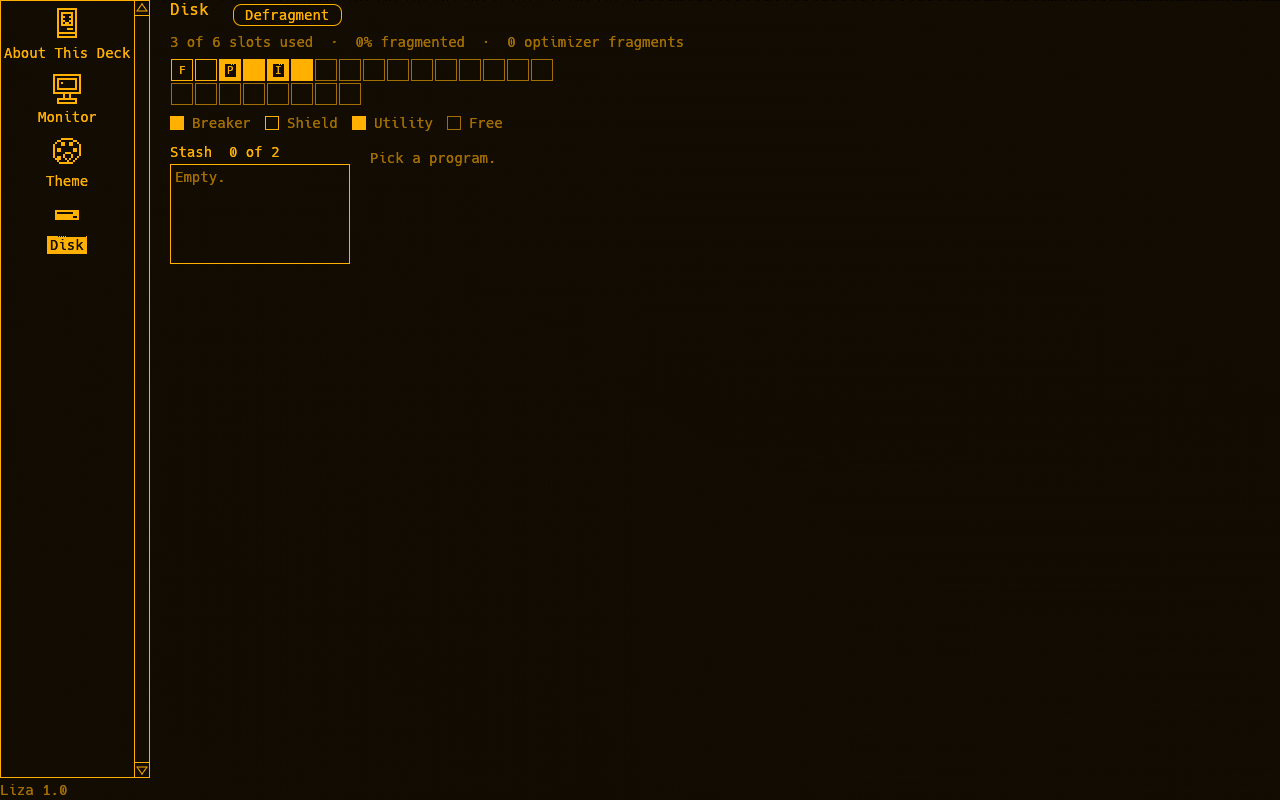 About This Deck
Monitor
Theme
Disk
Liza 1.0
Disk
Defragment
3 of 6 slots used · 0% fragmented · 0 optimizer fragments
F P I
Breaker Shield Utility Free
Stash 0 of 2
Empty.
Pick a program.